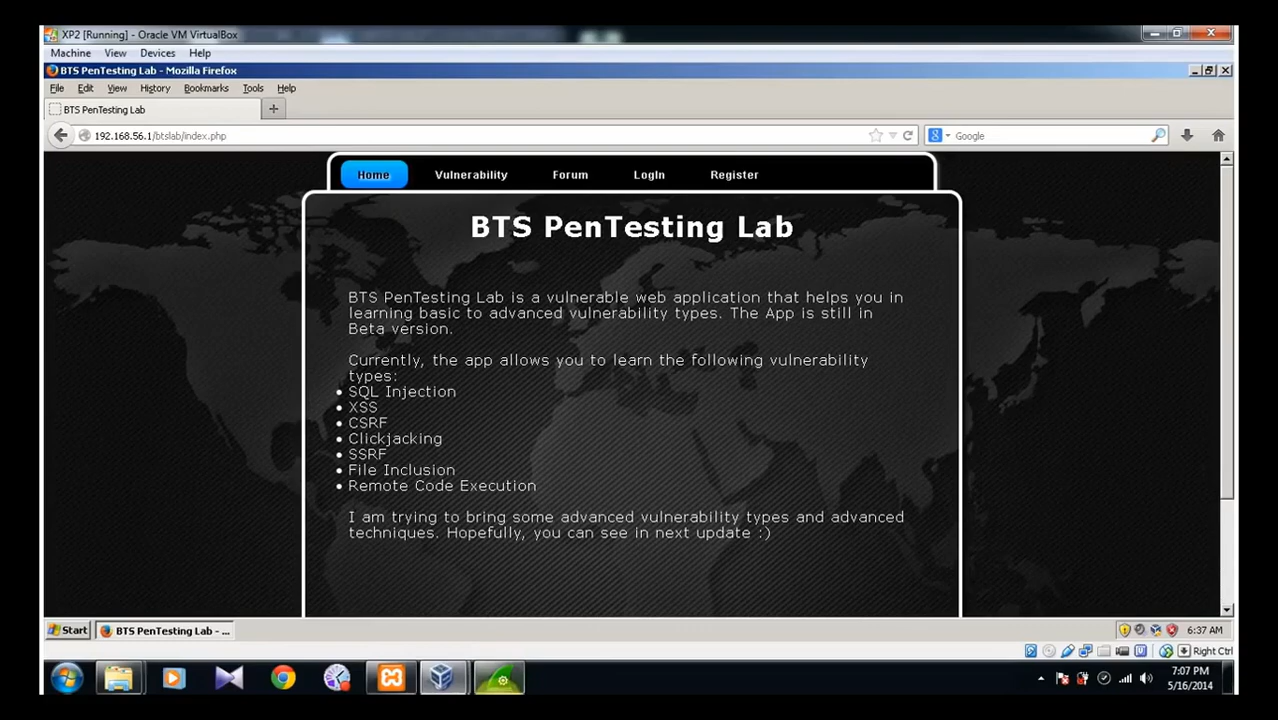 XP2 [Running] - Oracle VM VirtualBox
Machine View Devices Help
BTS PenTesting Lab - Mozilla Firefox
File Edit View History Bookmarks Tools Help
BTS PenTesting Lab
192.168.56.1/btslab/index.php
Google
Home Vulnerability Forum LogIn Register
BTS PenTesting Lab
BTS PenTesting Lab is a vulnerable web application that helps you in
learning basic to advanced vulnerability types. The App is still in
Beta version.
Currently, the app allows you to learn the following vulnerability
types:
• SQL Injection
• XSS
• CSRF
• Clickjacking
• SSRF
• File Inclusion
• Remote Code Execution
I am trying to bring some advanced vulnerability types and advanced
techniques. Hopefully, you can see in next update :)
Start BTS PenTesting Lab - ... 6:37 AM
Right Ctrl
7:07 PM
5/16/2014